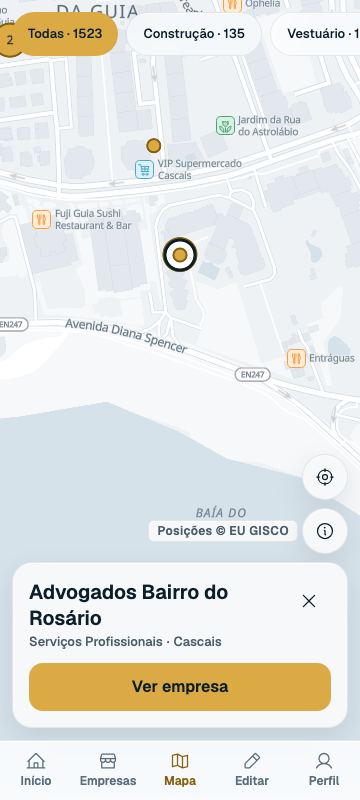 DA GUIA
Ophelia
2
Todas · 1523
Construção · 135
Vestuário · 1
Jardim da Rua
do Astrolábio
VIP Supermercado
Cascais
Fuji Guia Sushi
Restaurant & Bar
EN247
Avenida Diana Spencer
Entráguas
EN247
BAÍA DO
Posições © EU GISCO
Advogados Bairro do
Rosário
Serviços Profissionais · Cascais
Ver empresa
Início
Empresas
Mapa
Editar
Perfil